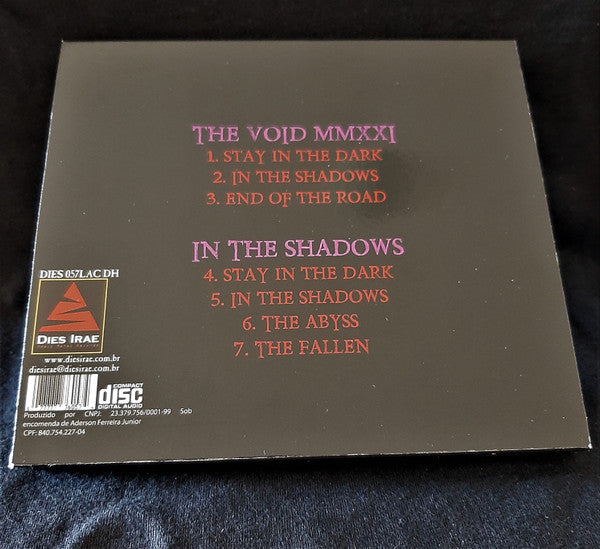 THE VOID MMXXI
1. STAY IN THE DARK
2. IN THE SHADOWS
3. END OF THE ROAD
IN THE SHADOWS
4. STAY IN THE DARK
5. IN THE SHADOWS
6. THE ABYSS
7. THE FALLEN
DIES 057LAC DH
DIES IRAE
www.diesirae.com.br
diesirae@diesirae.com.br
COMPACT
disc
DIGITAL AUDIO
Produzido por CNPJ: 23.379.756/0001-99 Sob
encomenda de Aderson Ferreira Junior
CPF: 840.754.227-04